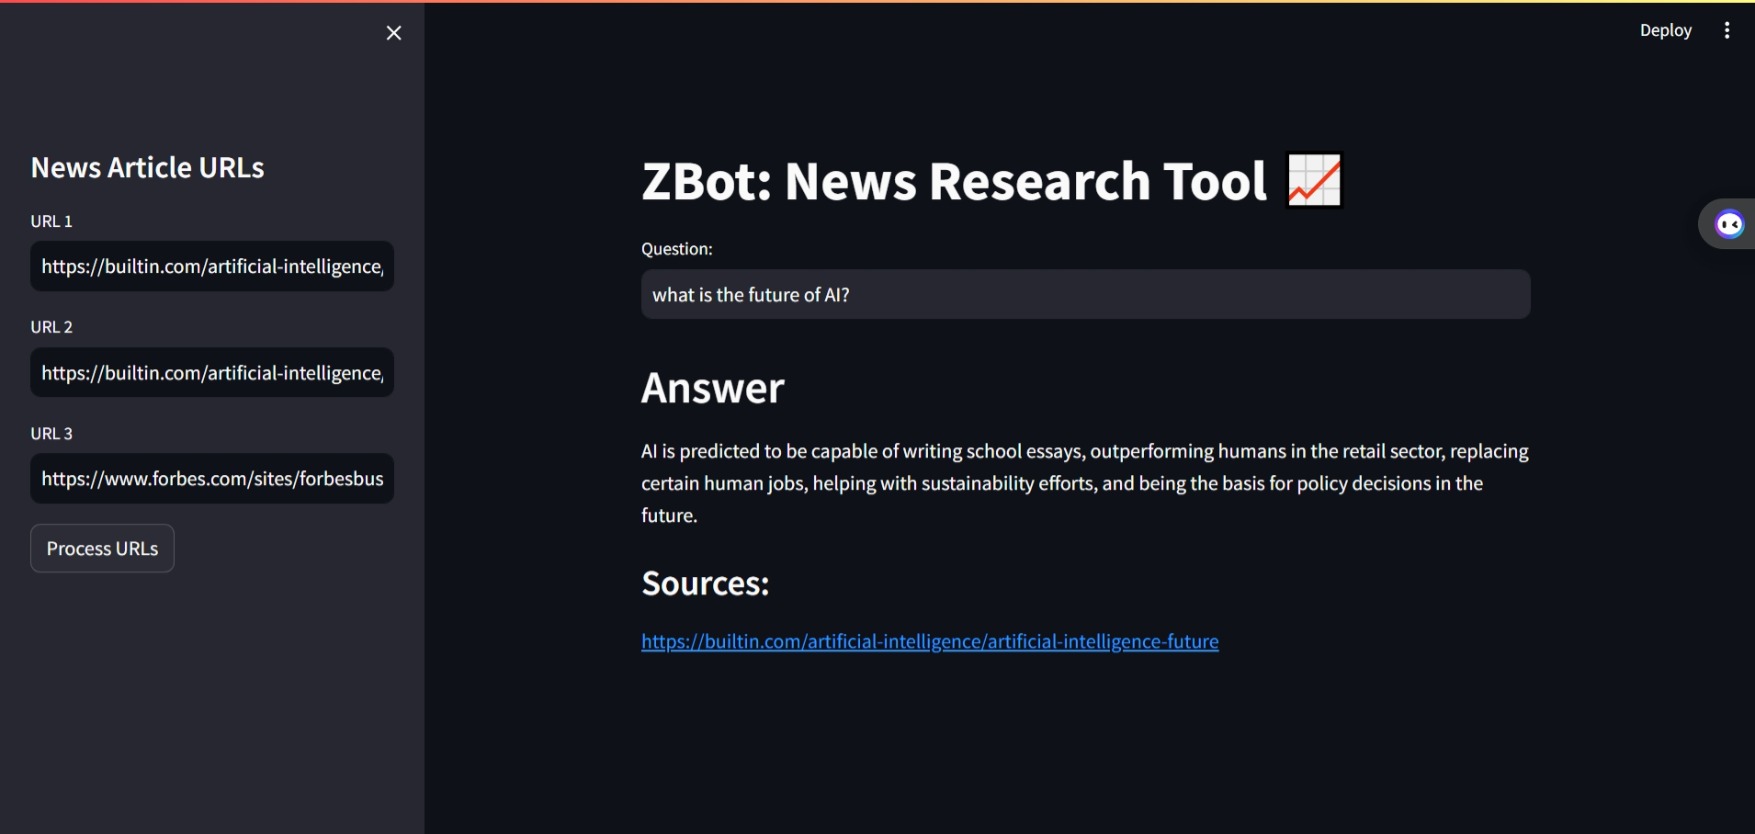 Deploy
News Article URLs
URL 1
https://builtin.com/artificial-intelligence/
URL 2
https://builtin.com/artificial-intelligence/
URL 3
https://www.forbes.com/sites/forbesbus
Process URLs
ZBot: News Research Tool
Question:
what is the future of AI?
Answer
AI is predicted to be capable of writing school essays, outperforming humans in the retail sector, replacing
certain human jobs, helping with sustainability efforts, and being the basis for policy decisions in the
future.
Sources:
https://builtin.com/artificial-intelligence/artificial-intelligence-future